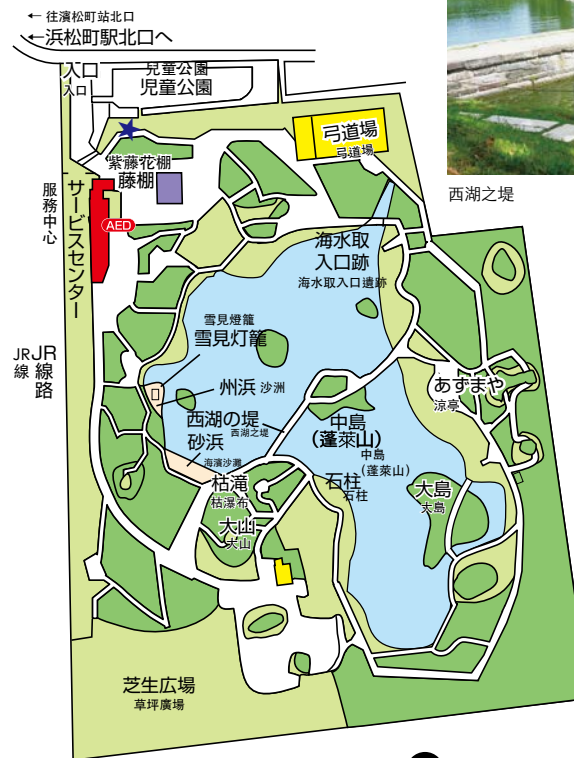 ← 往濱松町站北口
←浜松町駅北口へ
入口
入口
児童公園
児童公園
弓道場
弓道場
紫藤花棚
藤棚
西湖之堤
服務中心
サービスセンター
AED
海水取
入口跡
海水取入口遺跡
雪見燈籠
雪見灯籠
JR線
JR線路
州浜 沙洲
あずまや
涼亭
西湖の堤
西湖之堤
中島
(蓬萊山)
中島
(蓬萊山)
砂浜
海濱沙灘
石柱
石柱
大島
大島
枯滝
枯瀑布
大山
大山
芝生広場
草坪廣場